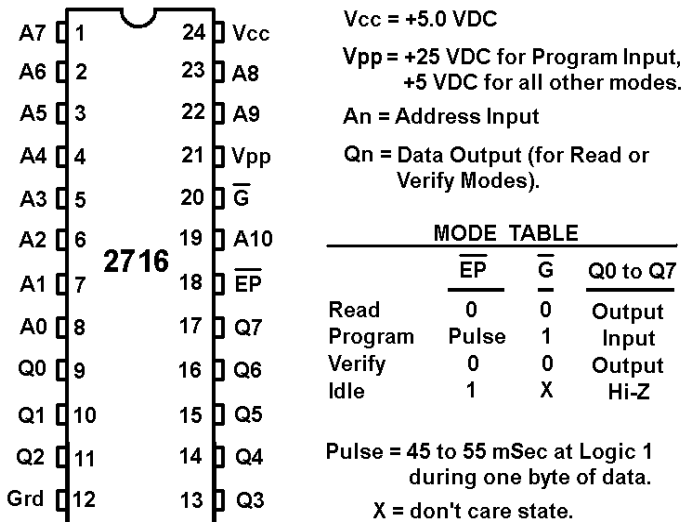 A7 1 24 Vcc
A6 2 23 A8
A5 3 22 A9
A4 4 21 Vpp
A3 5 20 G̅
A2 6 19 A10
2716
A1 7 18 E̅P̅
A0 8 17 Q7
Q0 9 16 Q6
Q1 10 15 Q5
Q2 11 14 Q4
Grd 12 13 Q3
Vcc = +5.0 VDC
Vpp = +25 VDC for Program Input,
+5 VDC for all other modes.
An = Address Input
Qn = Data Output (for Read or
Verify Modes).
MODE TABLE
E̅P̅ G̅ Q0 to Q7
Read 0 0 Output
Program Pulse 1 Input
Verify 0 0 Output
Idle 1 X Hi-Z
Pulse = 45 to 55 mSec at Logic 1
during one byte of data.
X = don't care state.